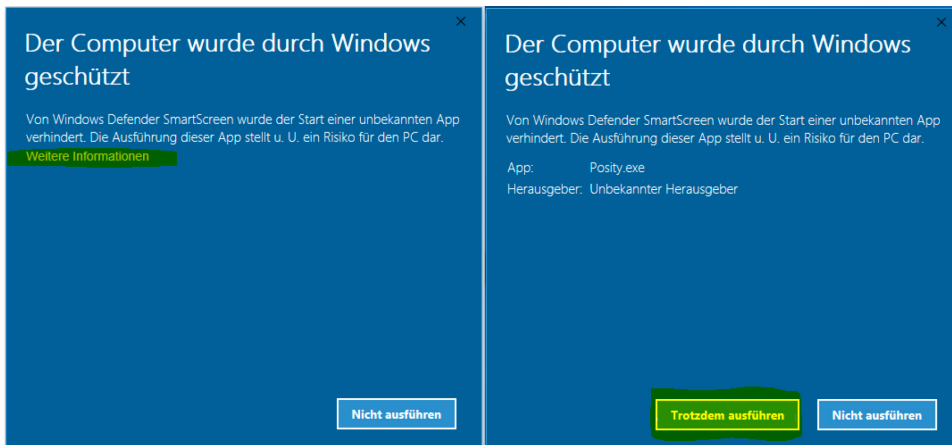 Der Computer wurde durch Windows
geschützt
Von Windows Defender SmartScreen wurde der Start einer unbekannten App
verhindert. Die Ausführung dieser App stellt u. U. ein Risiko für den PC dar.
Weitere Informationen
Nicht ausführen
Der Computer wurde durch Windows
geschützt
Von Windows Defender SmartScreen wurde der Start einer unbekannten App
verhindert. Die Ausführung dieser App stellt u. U. ein Risiko für den PC dar.
App: Posity.exe
Herausgeber: Unbekannter Herausgeber
Trotzdem ausführen Nicht ausführen